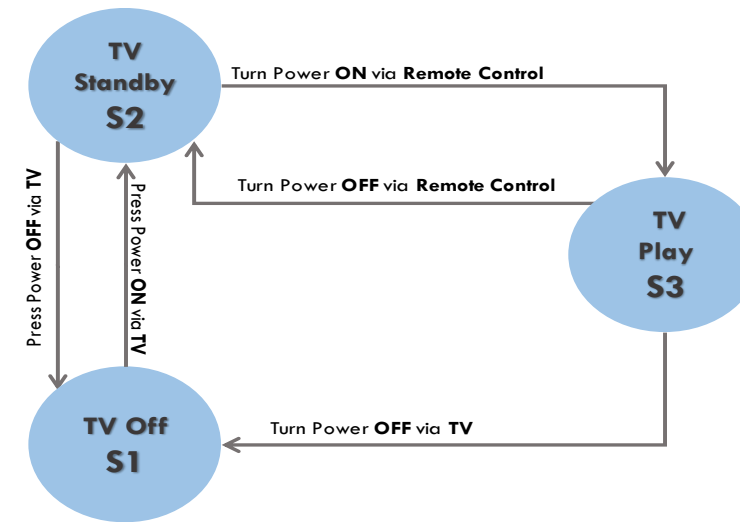 TV
Standby
S2
Turn Power ON via Remote Control
Turn Power OFF via Remote Control
TV
Play
S3
Press Power OFF via TV
Press Power ON via TV
TV Off
S1
Turn Power OFF via TV